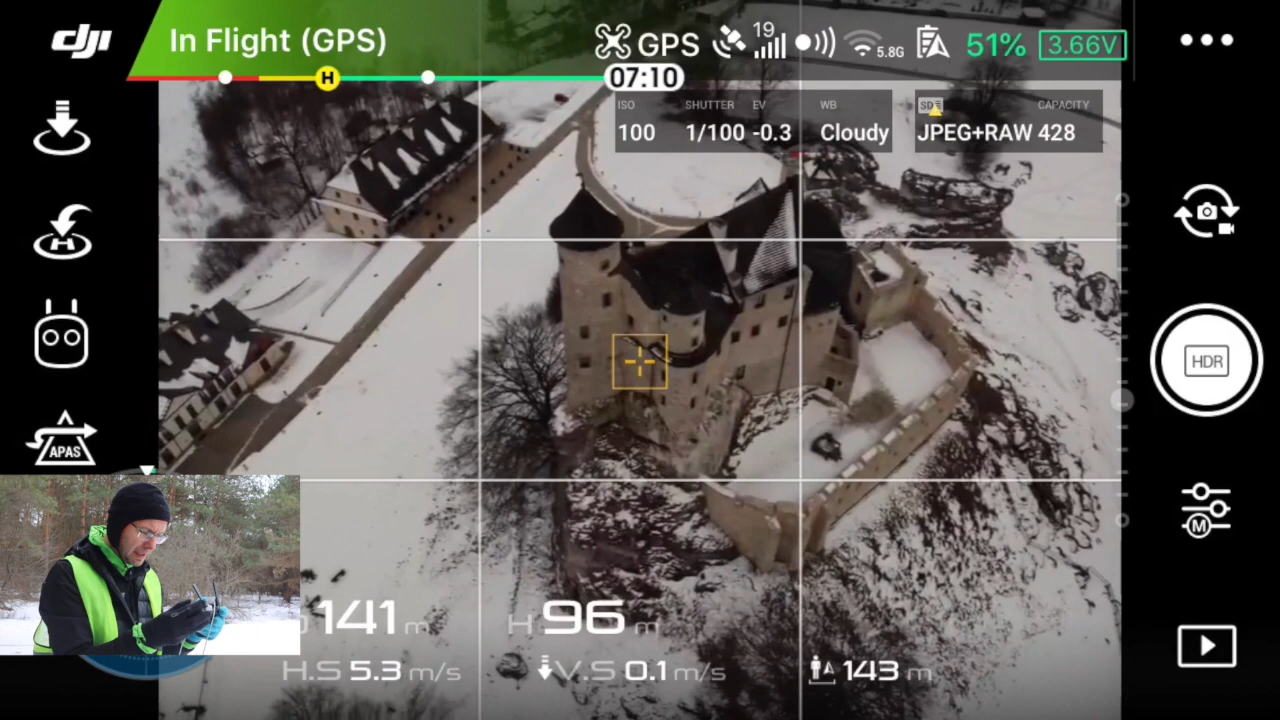 dji
In Flight (GPS)
GPS
19
5.8G
51%
3.66V
H
07:10
ISO
SHUTTER
EV
WB
SD
CAPACITY
100
1/100
-0.3
Cloudy
JPEG+RAW
428
H
HDR
APAS
M
141 m
H 96 m
H.S 5.3 m/s
V.S 0.1 m/s
143 m